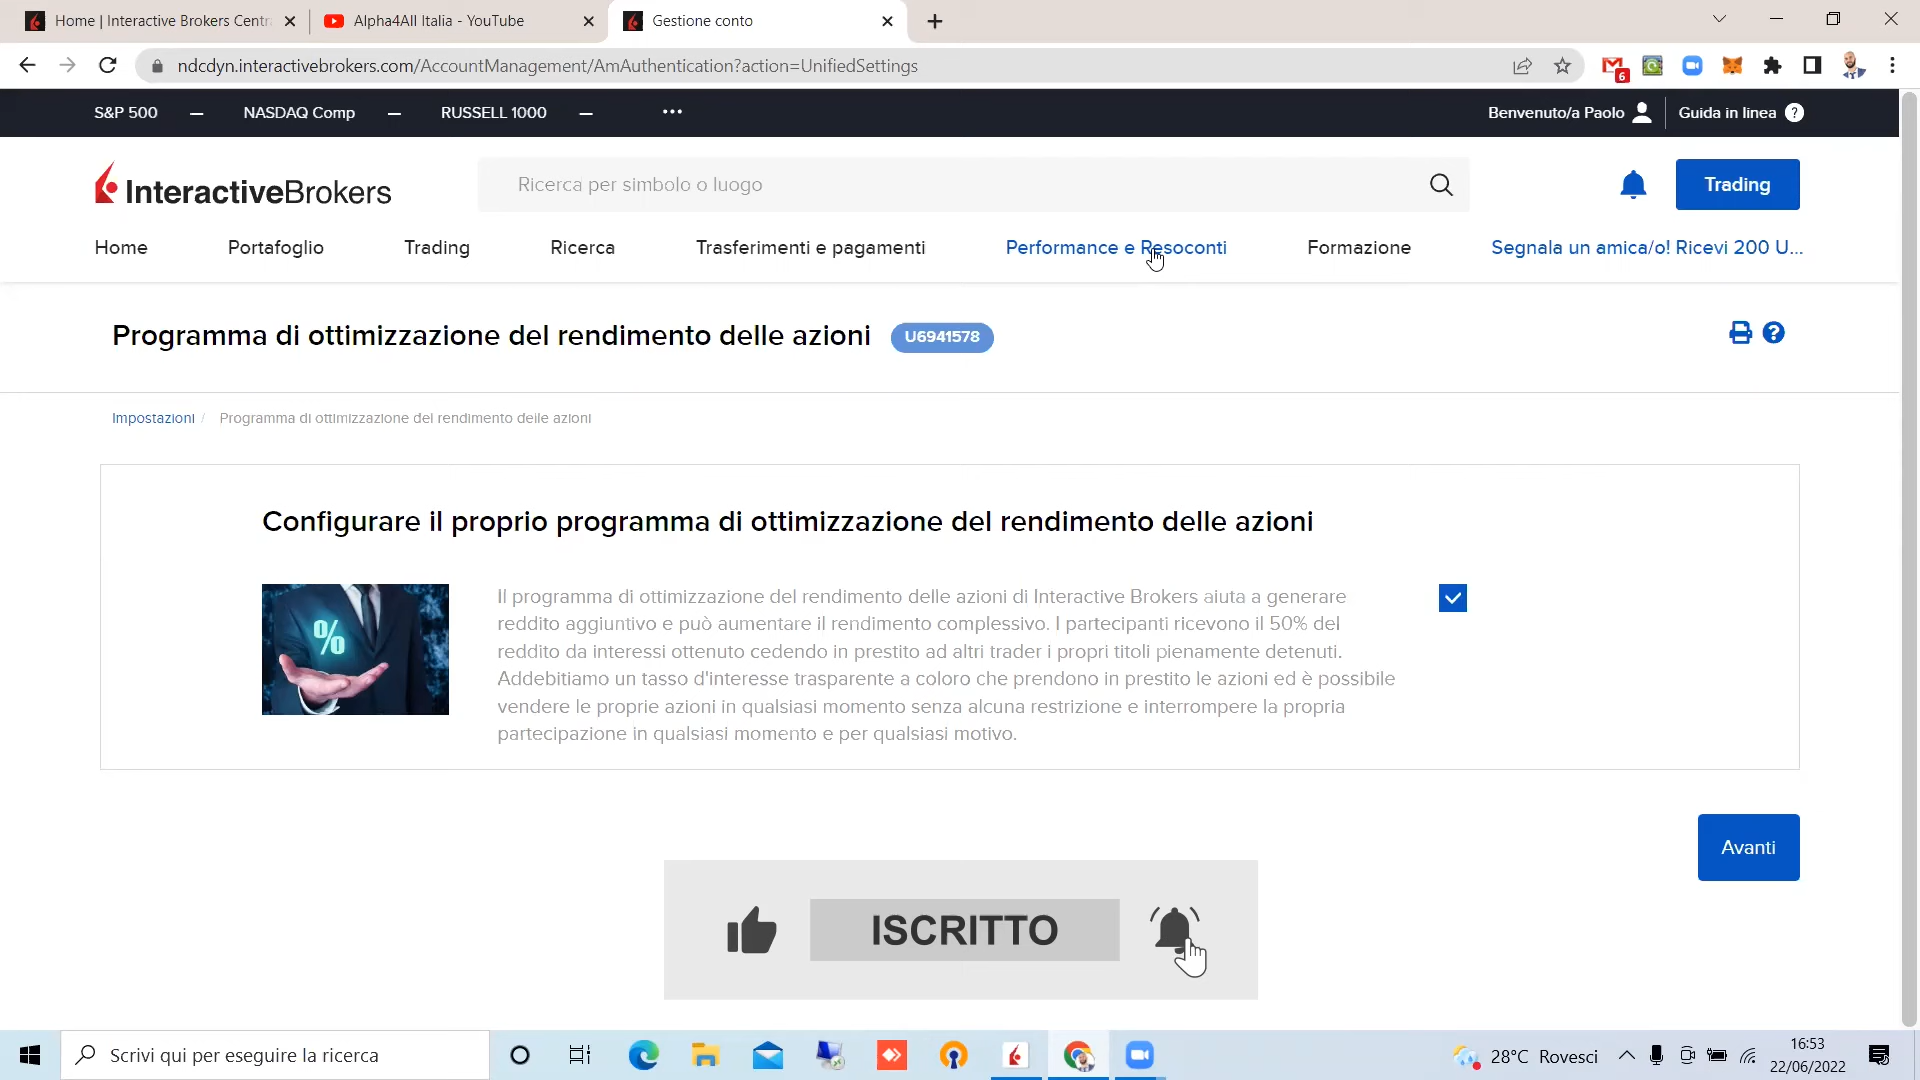 Home | Interactive Brokers Centr
Alpha4All Italia - YouTube
Gestione conto
ndcdyn.interactivebrokers.com/AccountManagement/AmAuthentication?action=UnifiedSettings
6
S&P 500 —
NASDAQ Comp —
RUSSELL 1000 —
•••
Benvenuto/a Paolo
Guida in linea ?
InteractiveBrokers
Ricerca per simbolo o luogo
Trading
Home
Portafoglio
Trading
Ricerca
Trasferimenti e pagamenti
Performance e Resoconti
Formazione
Segnala un amica/o! Ricevi 200 U...
Programma di ottimizzazione del rendimento delle azioni
U6941578
?
Impostazioni / Programma di ottimizzazione del rendimento delle azioni
Configurare il proprio programma di ottimizzazione del rendimento delle azioni
%
Il programma di ottimizzazione del rendimento delle azioni di Interactive Brokers aiuta a generare
reddito aggiuntivo e può aumentare il rendimento complessivo. I partecipanti ricevono il 50% del
reddito da interessi ottenuto cedendo in prestito ad altri trader i propri titoli pienamente detenuti.
Addebitiamo un tasso d'interesse trasparente a coloro che prendono in prestito le azioni ed è possibile
vendere le proprie azioni in qualsiasi momento senza alcuna restrizione e interrompere la propria
partecipazione in qualsiasi momento e per qualsiasi motivo.
Avanti
ISCRITTO
Scrivi qui per eseguire la ricerca
28°C Rovesci
16:53
22/06/2022